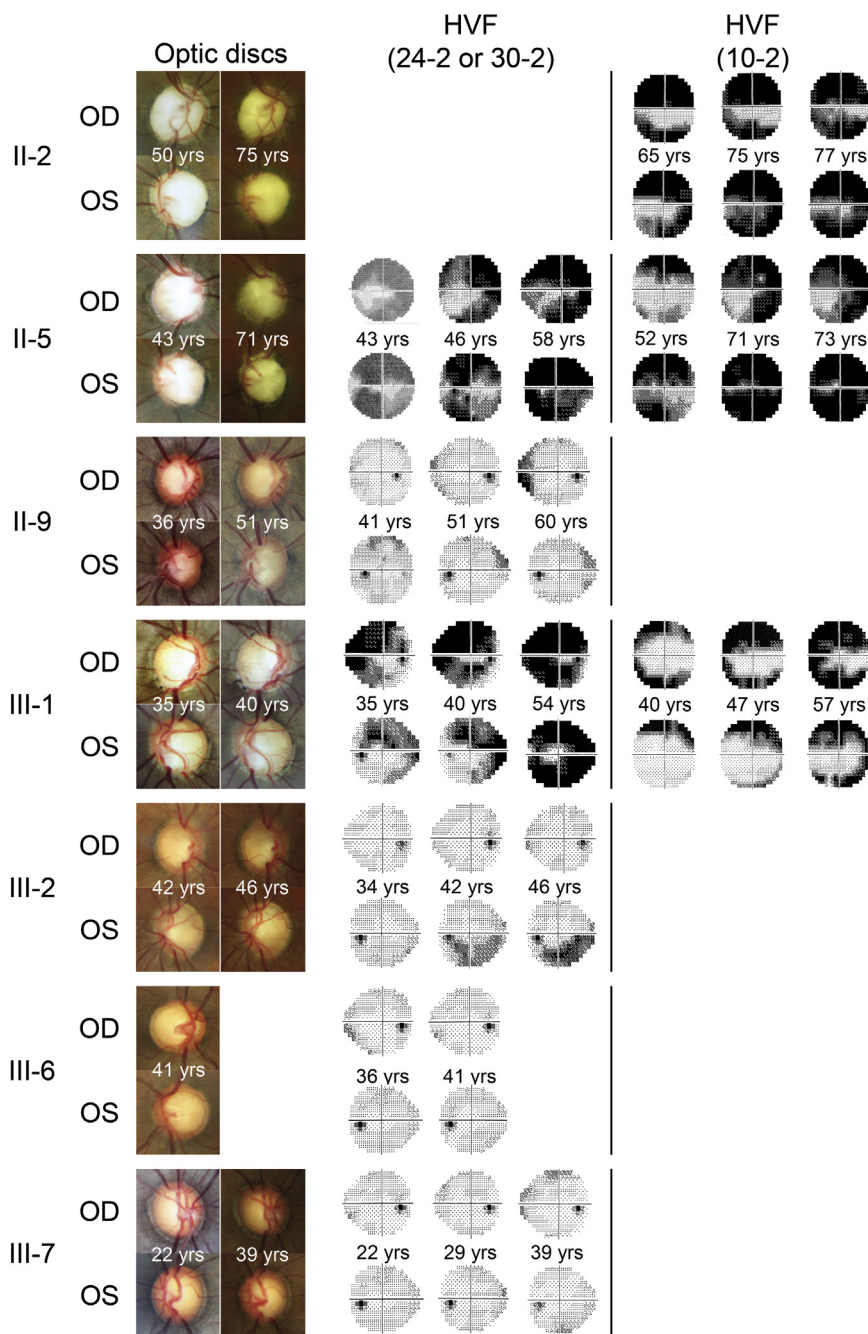 HVF HVF
Optic discs (24-2 or 30-2) (10-2)
OD
II-2 50 yrs 75 yrs 65 yrs 75 yrs 77 yrs
OS
OD
II-5 43 yrs 71 yrs 43 yrs 46 yrs 58 yrs 52 yrs 71 yrs 73 yrs
OS
OD
II-9 36 yrs 51 yrs 41 yrs 51 yrs 60 yrs
OS
OD
III-1 35 yrs 40 yrs 35 yrs 40 yrs 54 yrs 40 yrs 47 yrs 57 yrs
OS
OD
III-2 42 yrs 46 yrs 34 yrs 42 yrs 46 yrs
OS
OD
III-6 41 yrs 36 yrs 41 yrs
OS
OD
III-7 22 yrs 39 yrs 22 yrs 29 yrs 39 yrs
OS